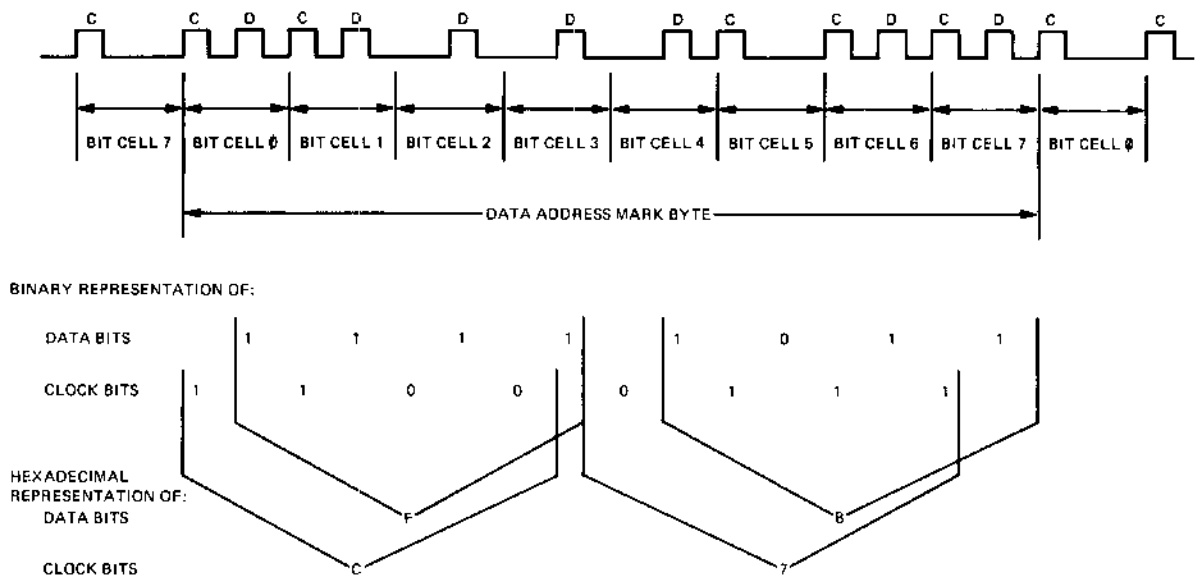 C C D C D D D D C C D C D C C
BIT CELL 7 BIT CELL 0 BIT CELL 1 BIT CELL 2 BIT CELL 3 BIT CELL 4 BIT CELL 5 BIT CELL 6 BIT CELL 7 BIT CELL 0
DATA ADDRESS MARK BYTE
BINARY REPRESENTATION OF:
DATA BITS 1 1 1 1 1 0 1 1
CLOCK BITS 1 1 0 0 0 1 1 1
HEXADECIMAL
REPRESENTATION OF:
DATA BITS F B
CLOCK BITS C 7